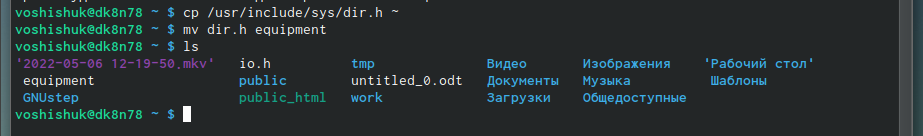 voshishuk@dk8n78 ~ $ cp /usr/include/sys/dir.h ~
voshishuk@dk8n78 ~ $ mv dir.h equipment
voshishuk@dk8n78 ~ $ ls
'2022-05-06 12-19-50.mkv' io.h tmp Видео Изображения 'Рабочий стол'
equipment public untitled_0.odt Документы Музыка Шаблоны
GNUstep public_html work Загрузки Общедоступные
voshishuk@dk8n78 ~ $